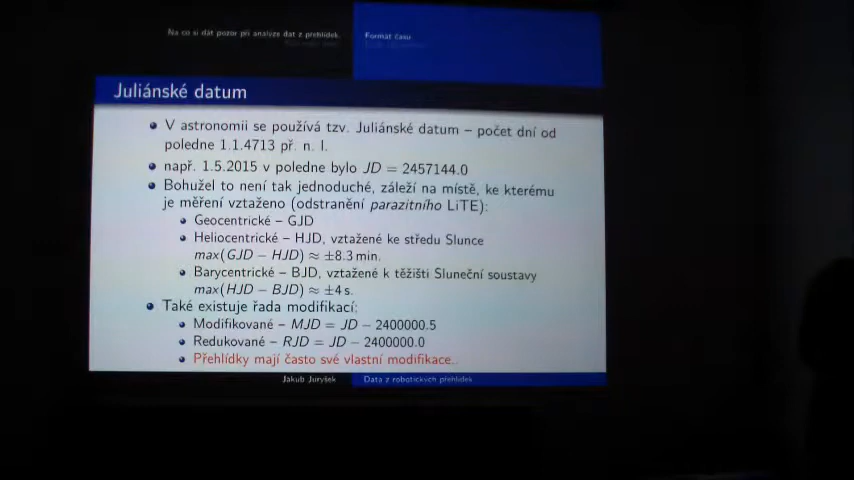 Na co si dát pozor při analýze dat z přehlídek
Formát času
Juliánské datum
V astronomii se používá tzv. Juliánské datum – počet dní od
poledne 1.1.4713 př. n. l.
např. 1.5.2015 v poledne bylo JD = 2457144.0
Bohužel to není tak jednoduché, záleží na místě, ke kterému
je měření vztaženo (odstranění parazitního LiTE):
Geocentrické – GJD
Heliocentrické – HJD, vztažené ke středu Slunce
max(GJD − HJD) ≈ ±8.3 min.
Barycentrické – BJD, vztažené k těžišti Sluneční soustavy
max(HJD − BJD) ≈ ±4 s.
Také existuje řada modifikací:
Modifikované – MJD = JD − 2400000.5
Redukované – RJD = JD − 2400000.0
Přehlídky mají často své vlastní modifikace..
Jakub Juryšek
Data z robotických přehlídek